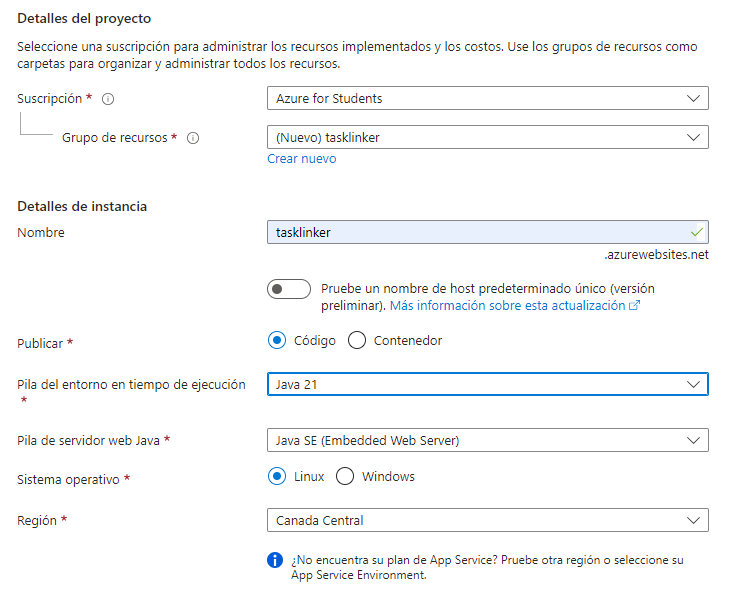 Detalles del proyecto
Seleccione una suscripción para administrar los recursos implementados y los costos. Use los grupos de recursos como
carpetas para organizar y administrar todos los recursos.
Suscripción *
Azure for Students
Grupo de recursos *
(Nuevo) tasklinker
Crear nuevo
Detalles de instancia
Nombre
tasklinker
.azurewebsites.net
Pruebe un nombre de host predeterminado único (versión
preliminar). Más información sobre esta actualización
Publicar *
Código
Contenedor
Pila del entorno en tiempo de ejecución
*
Java 21
Pila de servidor web Java *
Java SE (Embedded Web Server)
Sistema operativo *
Linux
Windows
Región *
Canada Central
¿No encuentra su plan de App Service? Pruebe otra región o seleccione su
App Service Environment.